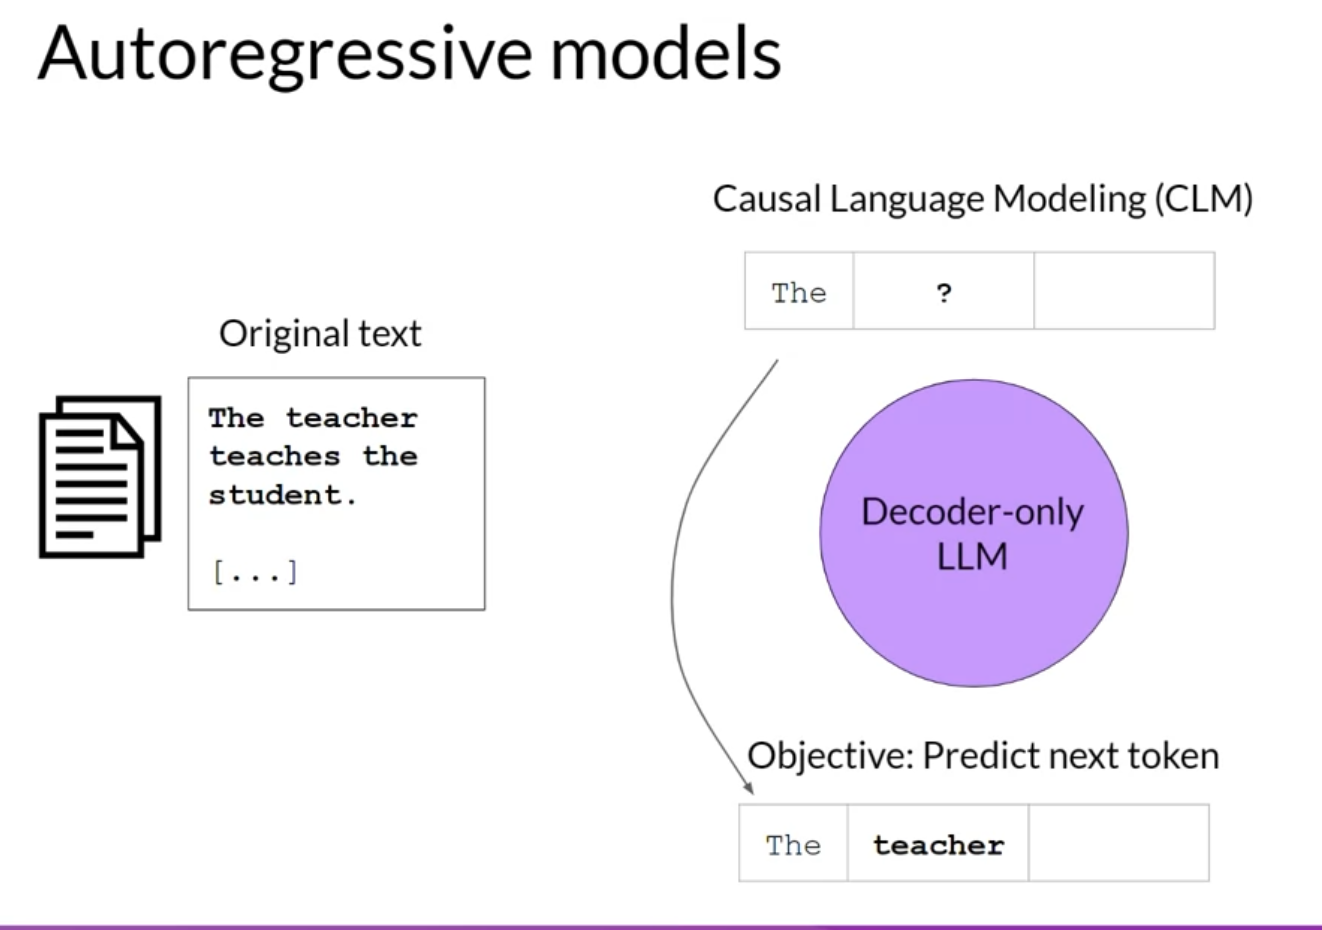 Autoregressive models
Original text
The teacher
teaches the
student.
[...]
Causal Language Modeling (CLM)
The ?
Decoder-only
LLM
Objective: Predict next token
The teacher